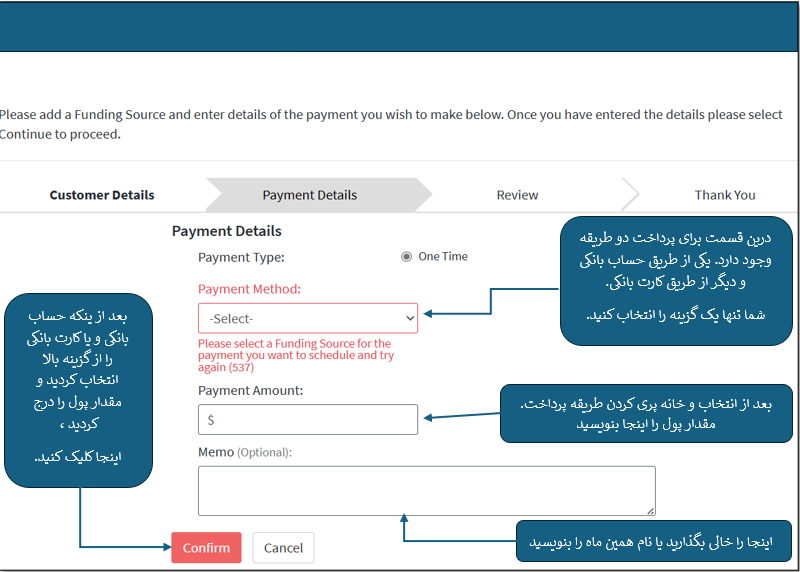 Please add a Funding Source and enter details of the payment you wish to make below. Once you have entered the details please select
Continue to proceed.
Customer Details
Payment Details
Review
Thank You
Payment Details
Payment Type:
One Time
درین قسمت برای پرداخت دو طریقه
وجود دارد. یکی از طریق حساب بانکی
و دیگر از طریق کارت بانکی.
شما تنها یک گزینه را انتخاب کنید.
Payment Method:
-Select-
Please select a Funding Source for the
payment you want to schedule and try
again (537)
بعد از ینکه حساب
بانکی و یا کارت بانکی
را از گزینه بالا
انتخاب کردید و
مقدار پول را درج
کردید ،
اینجا کلیک کنید.
Payment Amount:
$
بعد از انتخاب و خانه پری کردن طریقه پرداخت.
مقدار پول را اینجا بنویسید
Memo (Optional):
اینجا را خالی بگذارید یا نام همین ماه را بنویسید
Confirm
Cancel